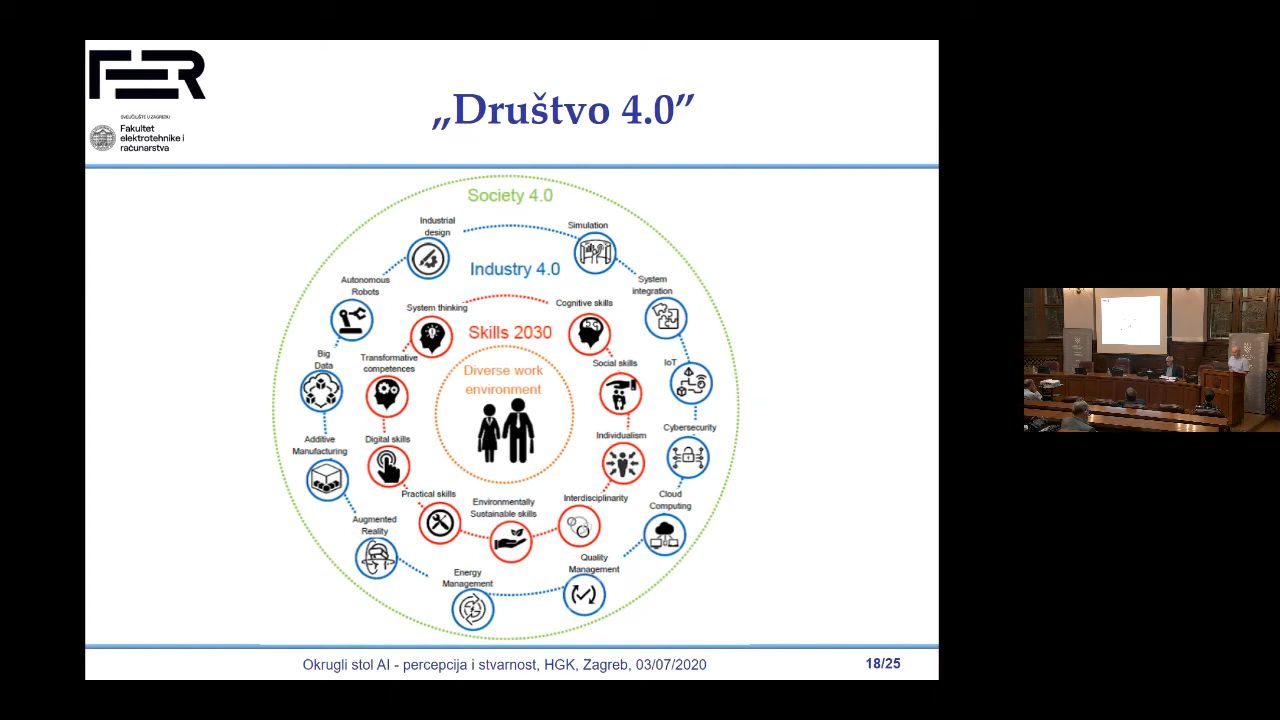 FER
SVEUČILIŠTE U ZAGREBU
Fakultet
elektrotehnike i
računarstva
„Društvo 4.0”
Society 4.0
Industrial
design
Simulation
Industry 4.0
Autonomous
Robots
System
integration
System thinking
Cognitive skills
Skills 2030
Big
Data
Transformative
competences
Diverse work
environment
Social skills
IoT
Additive
Manufacturing
Digital skills
Individualism
Cybersecurity
Practical skills
Environmentally
Sustainable skills
Interdisciplinarity
Cloud
Computing
Augmented
Reality
Energy
Management
Quality
Management
Okrugli stol AI - percepcija i stvarnost, HGK, Zagreb, 03/07/2020
18/25